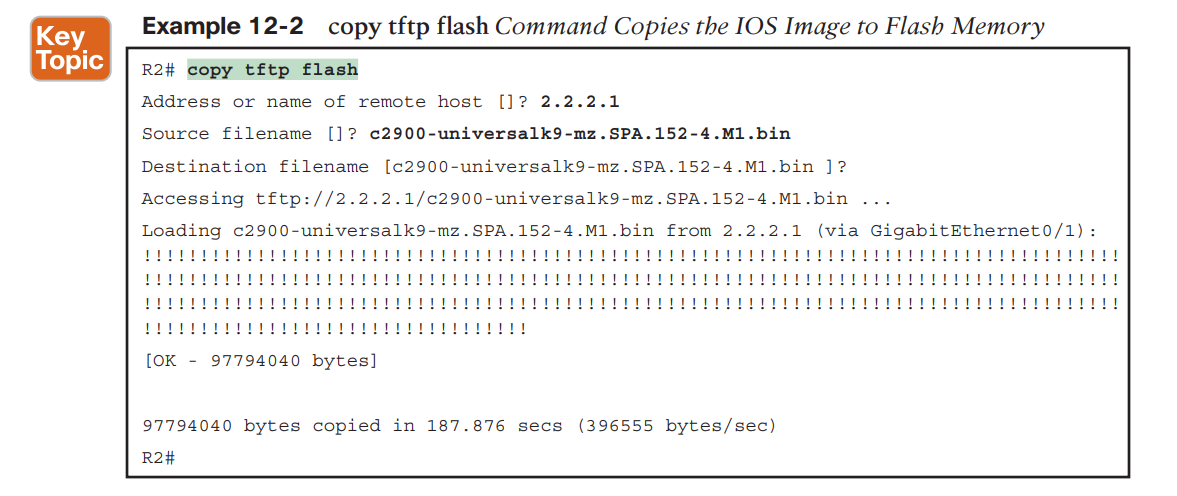 Key
Topic
Example 12-2 copy tftp flash Command Copies the IOS Image to Flash Memory
R2# copy tftp flash
Address or name of remote host []? 2.2.2.1
Source filename []? c2900-universalk9-mz.SPA.152-4.M1.bin
Destination filename [c2900-universalk9-mz.SPA.152-4.M1.bin ]?
Accessing tftp://2.2.2.1/c2900-universalk9-mz.SPA.152-4.M1.bin ...
Loading c2900-universalk9-mz.SPA.152-4.M1.bin from 2.2.2.1 (via GigabitEthernet0/1):
!!!!!!!!!!!!!!!!!!!!!!!!!!!!!!!!!!!!!!!!!!!!!!!!!!!!!!!!!!!!!!!!!!!!!!!!!!!!!!!!!!!!!!
!!!!!!!!!!!!!!!!!!!!!!!!!!!!!!!!!!!!!!!!!!!!!!!!!!!!!!!!!!!!!!!!!!!!!!!!!!!!!!!!!!!!!!
!!!!!!!!!!!!!!!!!!!!!!!!!!!!!!!!!!!!!!!!!!!!!!!!!!!!!!!!!!!!!!!!!!!!!!!!!!!!!!!!!!!!!!
!!!!!!!!!!!!!!!!!!!!!!!!!!!!!!!!!!
[OK - 97794040 bytes]
97794040 bytes copied in 187.876 secs (396555 bytes/sec)
R2#